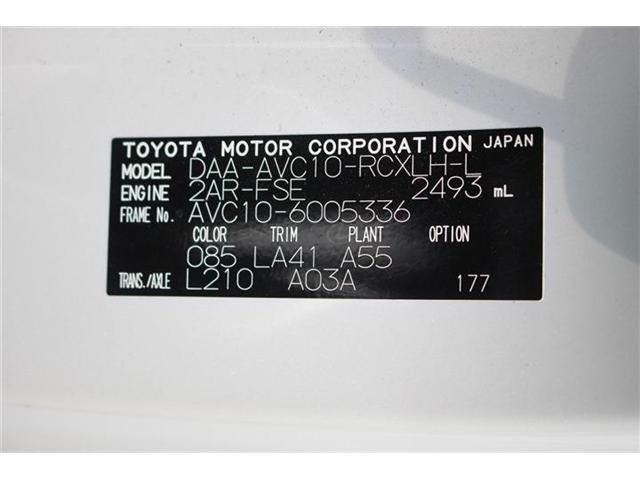 TOYOTA MOTOR CORPORATION JAPAN
MODEL DAA-AVC10-RCXLH-L
ENGINE 2AR-FSE 2493 mL
FRAME No. AVC10-6005336
COLOR TRIM PLANT OPTION
085 LA41 A55
TRANS./AXLE L210 A03A 177